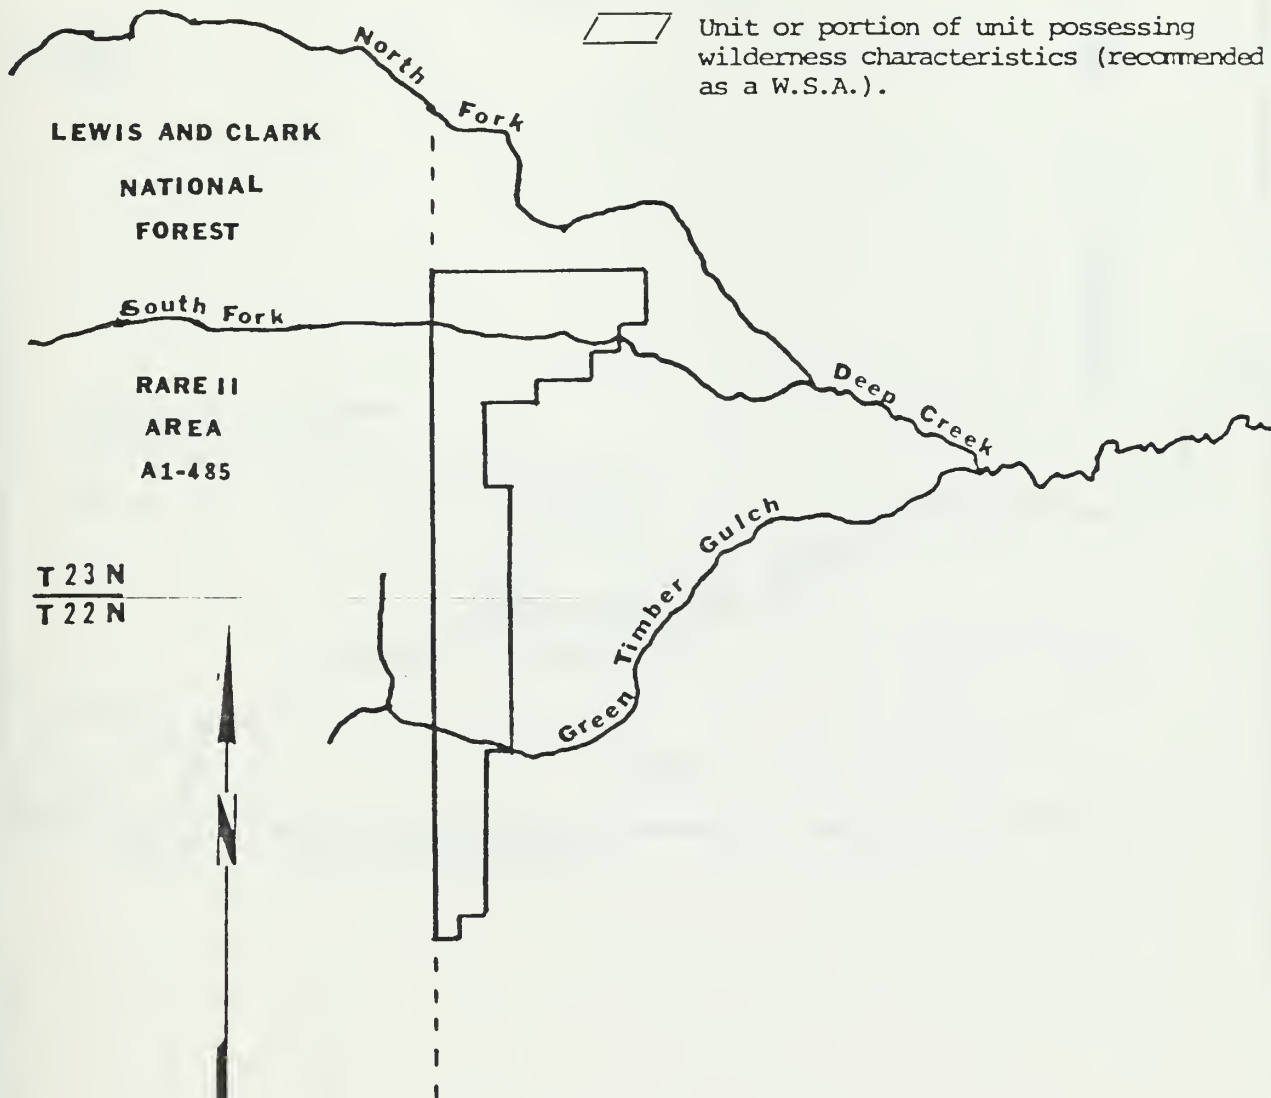 Unit or portion of unit possessing
wilderness characteristics (recommended
as a W.S.A.).
North Fork
LEWIS AND CLARK
NATIONAL
FOREST
South Fork
RARE II
AREA
A1-485
Deep Creek
Green Timber Gulch
T 23 N
T 22 N
N